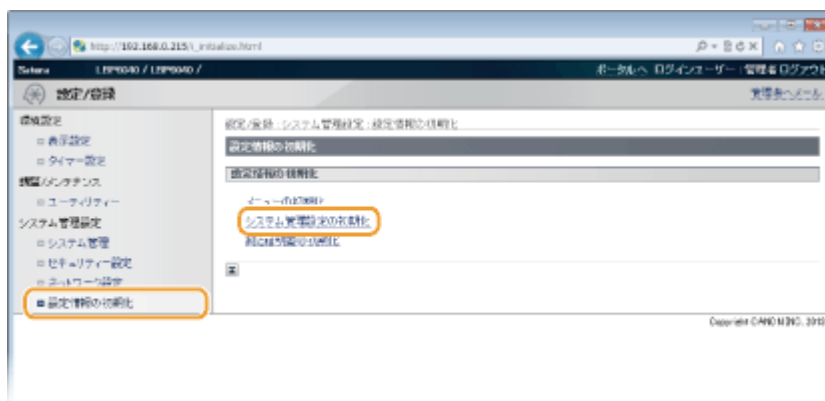 http://192.168.0.215/i_initialize.html
Satera LBP6040 / LBP6040 / ポータルへ ログインユーザー: 管理者 ログアウト
設定/登録 管理者へメール
環境設定
表示設定
タイマー設定
調整/メンテナンス
ユーティリティー
システム管理設定
システム管理
セキュリティー設定
ネットワーク設定
設定情報の初期化
設定/登録 : システム管理設定 : 設定情報の初期化
設定情報の初期化
設定情報の初期化
メニューの初期化
システム管理設定の初期化
Copyright CANON INC. 2013